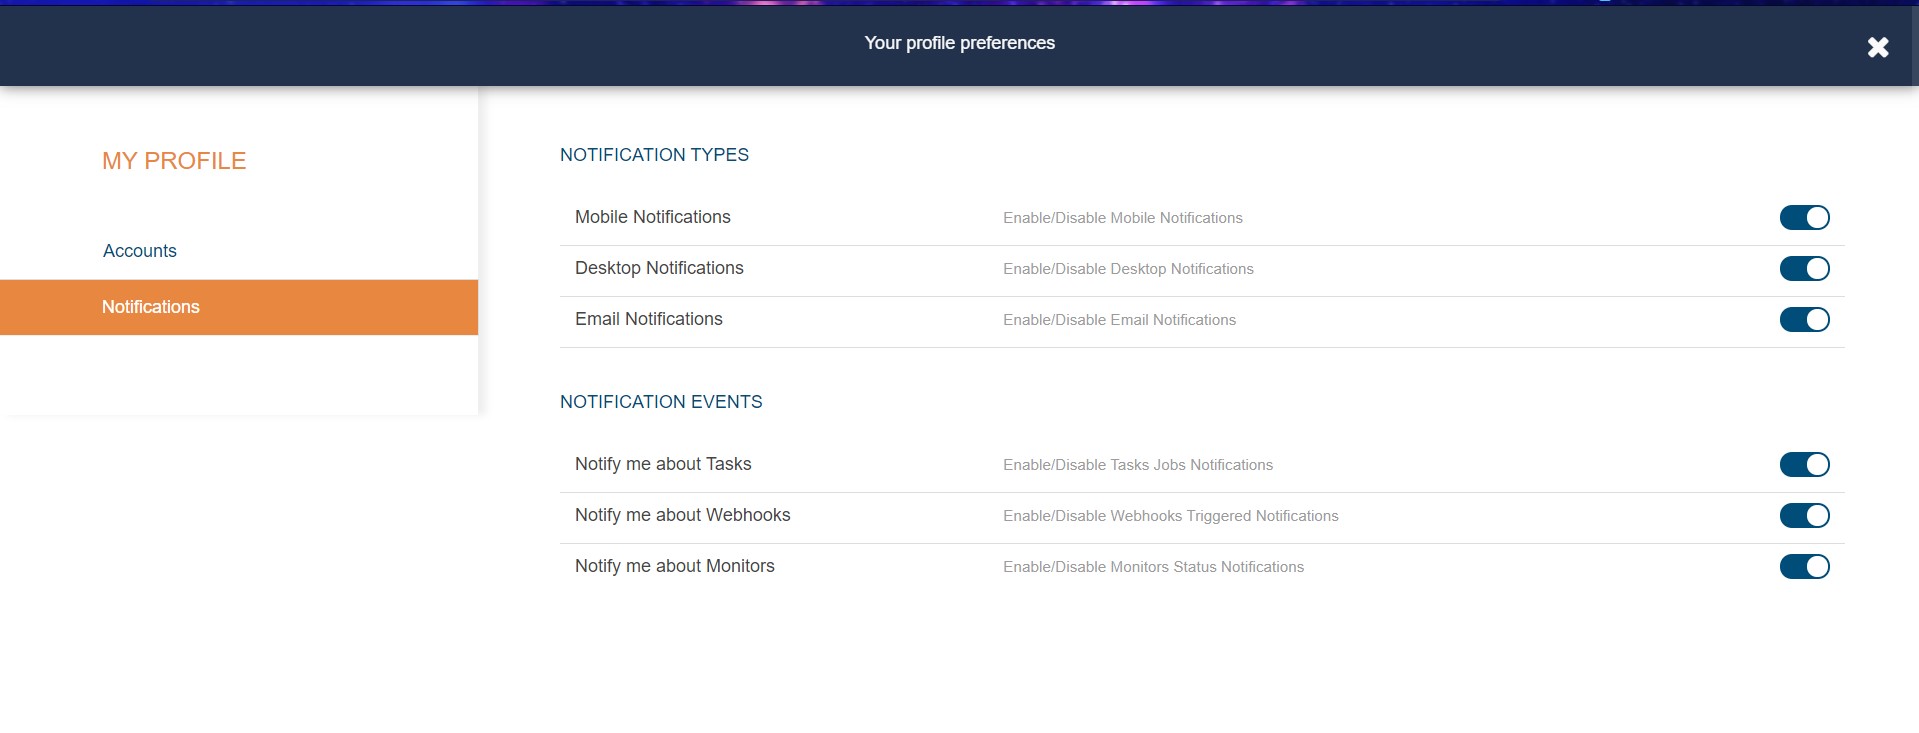 Your profile preferences
MY PROFILE
Accounts
Notifications
NOTIFICATION TYPES
Mobile Notifications Enable/Disable Mobile Notifications
Desktop Notifications Enable/Disable Desktop Notifications
Email Notifications Enable/Disable Email Notifications
NOTIFICATION EVENTS
Notify me about Tasks Enable/Disable Tasks Jobs Notifications
Notify me about Webhooks Enable/Disable Webhooks Triggered Notifications
Notify me about Monitors Enable/Disable Monitors Status Notifications